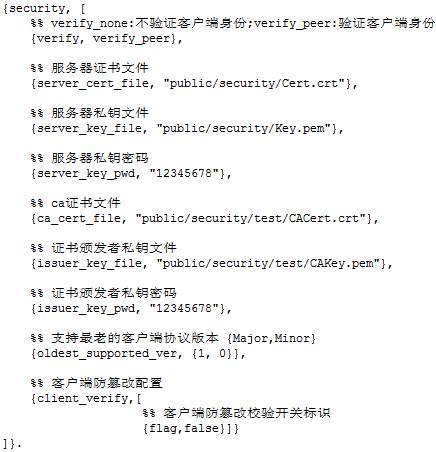 {security, [
%% verify_none:不验证客户端身份;verify_peer:验证客户端身份
{verify, verify_peer},
%% 服务器证书文件
{server_cert_file, "public/security/Cert.crt"},
%% 服务器私钥文件
{server_key_file, "public/security/Key.pem"},
%% 服务器私钥密码
{server_key_pwd, "12345678"},
%% ca证书文件
{ca_cert_file, "public/security/test/CACert.crt"},
%% 证书颁发者私钥文件
{issuer_key_file, "public/security/test/CAKey.pem"},
%% 证书颁发者私钥密码
{issuer_key_pwd, "12345678"},
%% 支持最老的客户端协议版本 {Major,Minor}
{oldest_supported_ver, {1, 0}},
%% 客户端防篡改配置
{client_verify,[
%% 客户端防篡改校验开关标识
{flag,false}]}
]}.